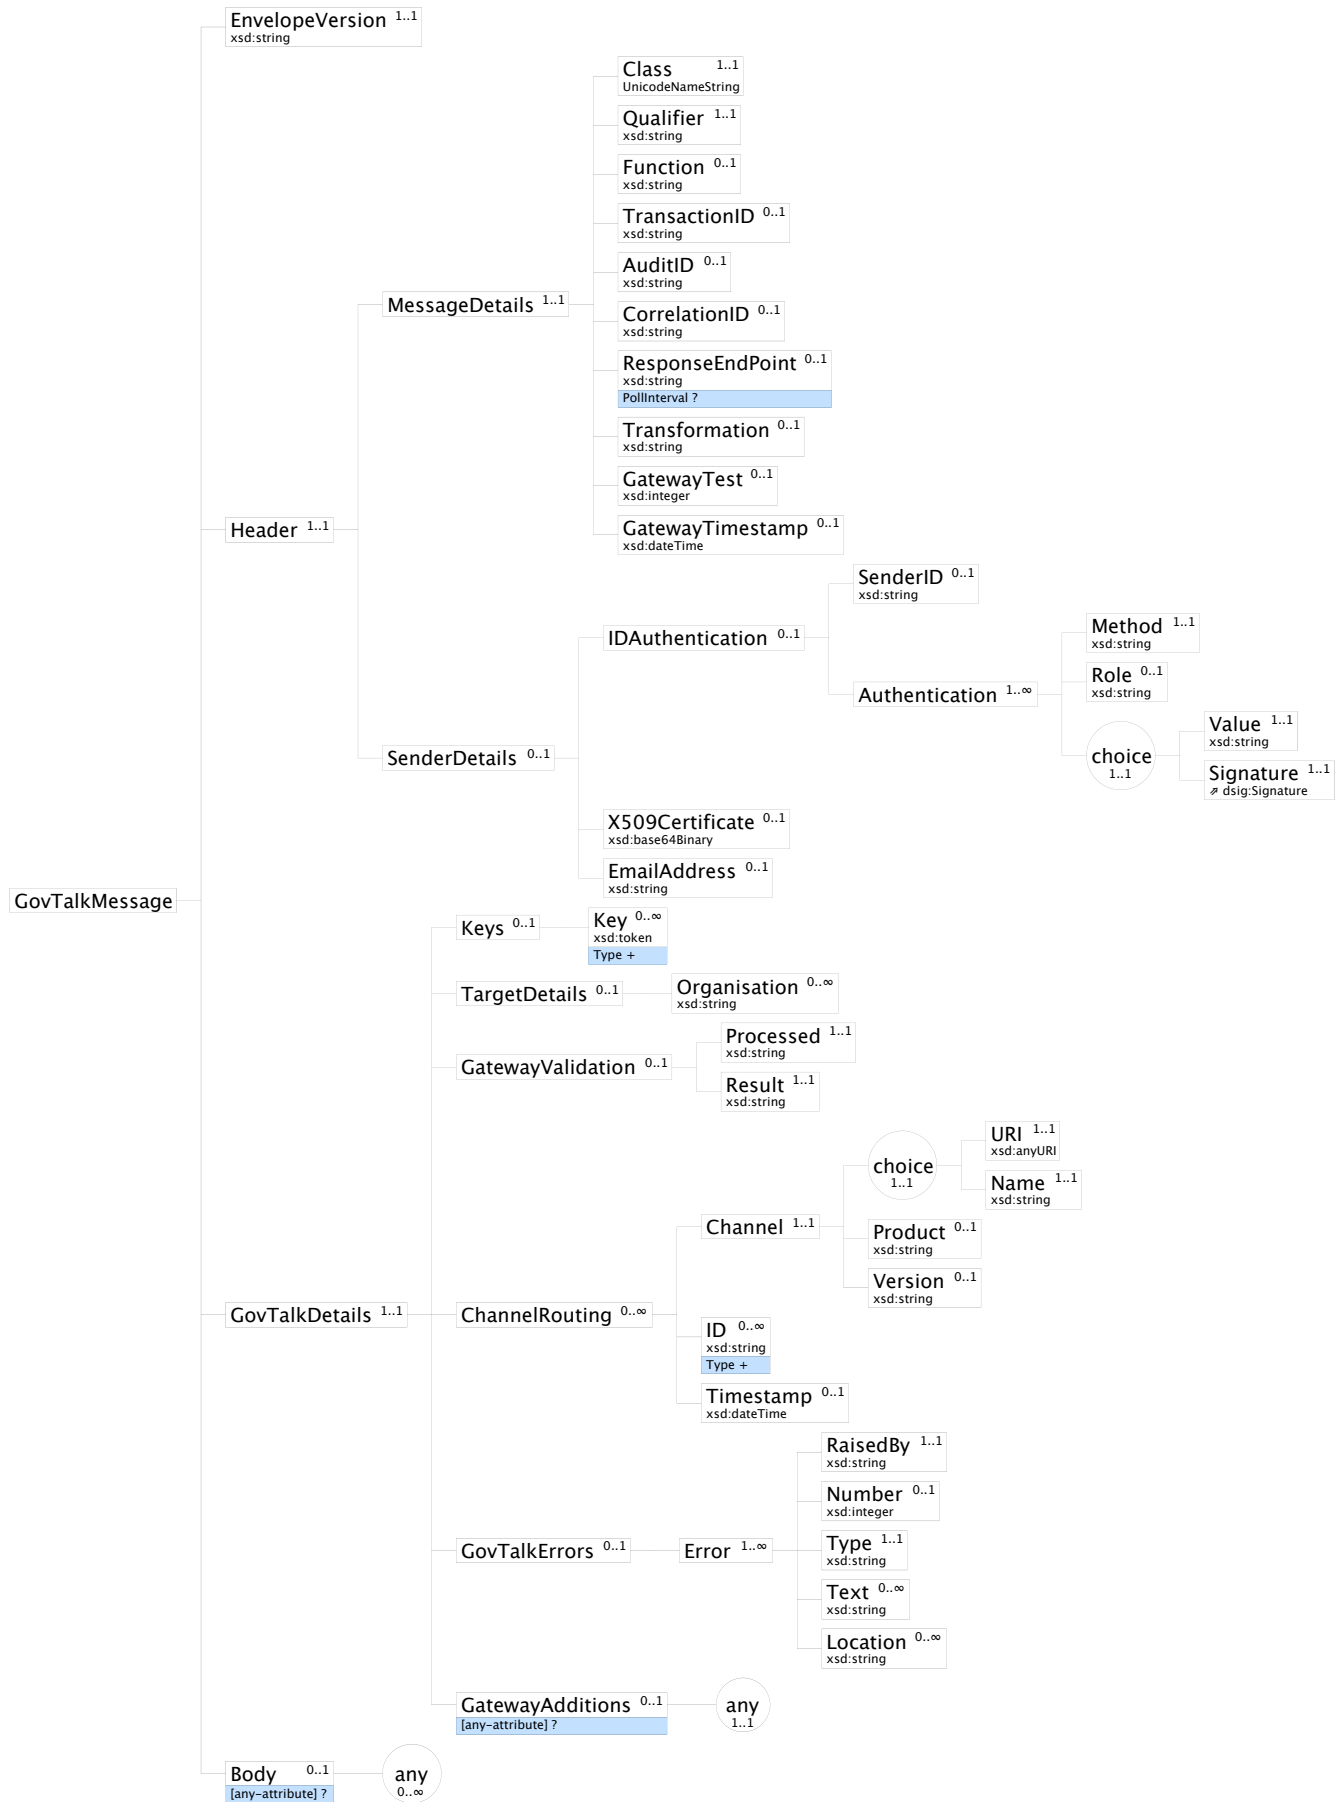 EnvelopeVersion 1..1
xsd:string
Class 1..1
UnicodeNameString
Qualifier 1..1
xsd:string
Function 0..1
xsd:string
TransactionID 0..1
xsd:string
AuditID 0..1
xsd:string
MessageDetails 1..1
CorrelationID 0..1
xsd:string
ResponseEndPoint 0..1
xsd:string
PollInterval ?
Transformation 0..1
xsd:string
GatewayTest 0..1
xsd:integer
Header 1..1
GatewayTimestamp 0..1
xsd:dateTime
SenderID 0..1
xsd:string
IDAuthentication 0..1
Method 1..1
xsd:string
Role 0..1
xsd:string
Authentication 1..∞
Value 1..1
xsd:string
SenderDetails 0..1
choice
1..1
Signature 1..1
⇗ dsig:Signature
X509Certificate 0..1
xsd:base64Binary
EmailAddress 0..1
xsd:string
GovTalkMessage
Keys 0..1
Key 0..∞
xsd:token
Type +
TargetDetails 0..1
Organisation 0..∞
xsd:string
Processed 1..1
xsd:string
GatewayValidation 0..1
Result 1..1
xsd:string
URI 1..1
xsd:anyURI
choice
1..1
Name 1..1
xsd:string
Channel 1..1
Product 0..1
xsd:string
Version 0..1
xsd:string
GovTalkDetails 1..1
ChannelRouting 0..∞
ID 0..∞
xsd:string
Type +
Timestamp 0..1
xsd:dateTime
RaisedBy 1..1
xsd:string
Number 0..1
xsd:integer
GovTalkErrors 0..1
Error 1..∞
Type 1..1
xsd:string
Text 0..∞
xsd:string
Location 0..∞
xsd:string
GatewayAdditions 0..1
[any-attribute] ?
any
1..1
Body 0..1
[any-attribute] ?
any
0..∞